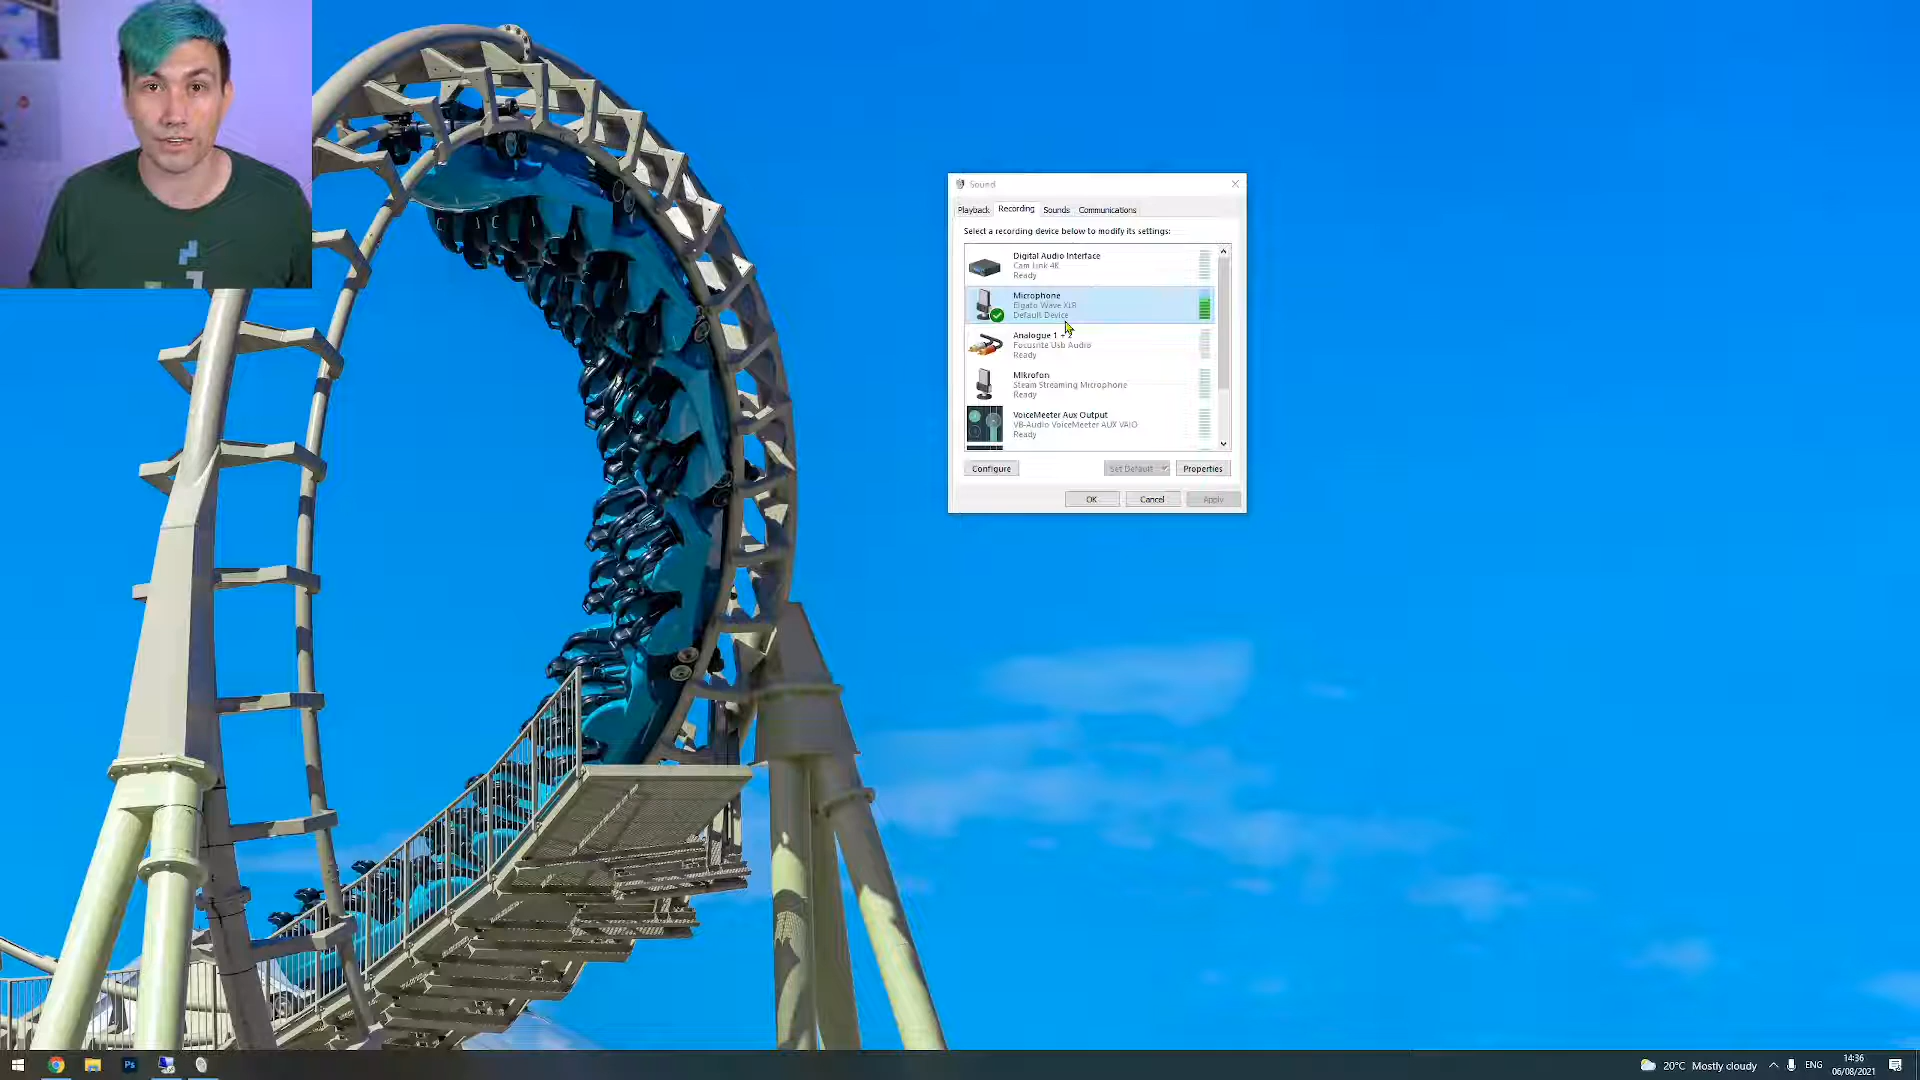 Sound
Playback Recording Sounds Communications
Select a recording device below to modify its settings:
Digital Audio Interface
Cam Link 4K
Ready
Microphone
Elgato Wave XLR
Default Device
Analogue 1 + 2
Focusrite Usb Audio
Ready
Mikrofon
Steam Streaming Microphone
Ready
VoiceMeeter Aux Output
VB-Audio VoiceMeeter AUX VAIO
Ready
Configure Set Default Properties
OK Cancel Apply
Ps
20°C Mostly cloudy ENG
14:36
06/08/2021